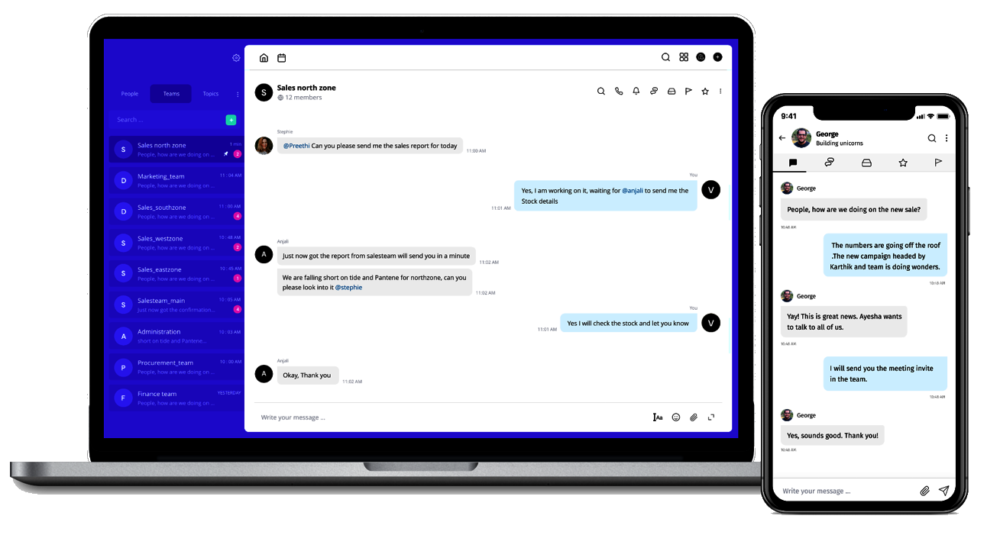 People
Teams
Topics
Search ...
+
S
Sales north zone
1 min
People, how are we doing on ...
2
D
Marketing_team
11 : 04 AM
People, how are we doing on ...
D
Sales_southzone
11 : 00 AM
People, how are we doing on ...
4
S
Sales_westzone
10 : 48 AM
People, how are we doing on ...
2
S
Sales_eastzone
10 : 45 AM
People, how are we doing on ...
1
S
Salesteam_main
10 : 05 AM
Just now got the confirmation...
4
A
Administration
10 : 03 AM
short on tide and Pantene...
P
Procurement_team
10 : 00 AM
People, how are we doing on ...
F
Finance team
YESTERDAY
People, how are we doing on ...
S
Sales north zone
12 members
Stephie
@Preethi Can you please send me the sales report for today
11:00 AM
You
Yes, I am working on it, waiting for @anjali to send me the
Stock details
V
11:01 AM
Anjali
A
Just now got the report from salesteam will send you in a minute
11:02 AM
We are falling short on tide and Pantene for northzone, can you
please look into it @stephie
11:02 AM
You
Yes I will check the stock and let you know
V
11:01 AM
Anjali
A
Okay, Thank you
11:02 AM
Write your message ...
Aa
9:41
George
Building unicorns
George
People, how are we doing on the new sale?
10:48 AM
The numbers are going off the roof
.The new campaign headed by
Karthik and team is doing wonders.
10:48 AM
George
Yay! This is great news. Ayesha wants
to talk to all of us.
10:48 AM
I will send you the meeting invite
in the team.
10:48 AM
George
Yes, sounds good. Thank you!
10:48 AM
Write your message ...